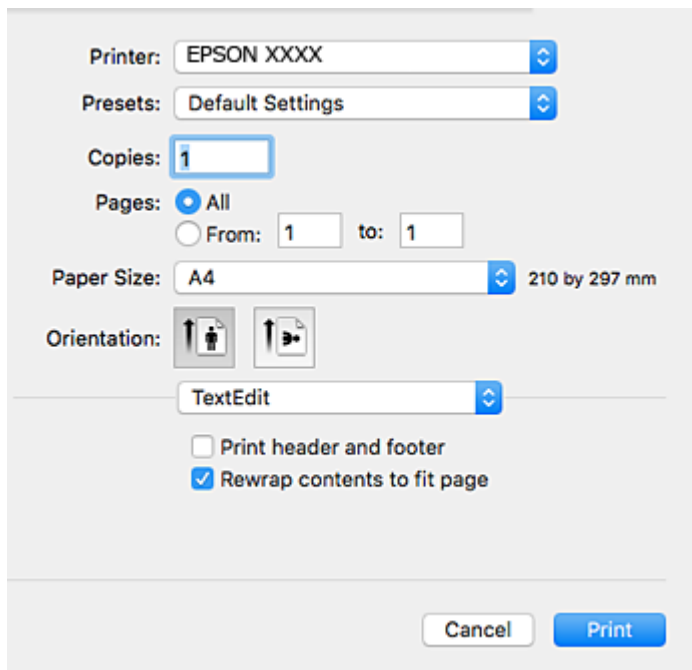 Printer: EPSON XXXX
Presets: Default Settings
Copies: 1
Pages: All
From: 1 to: 1
Paper Size: A4 210 by 297 mm
Orientation:
TextEdit
Print header and footer
Rewrap contents to fit page
Cancel Print